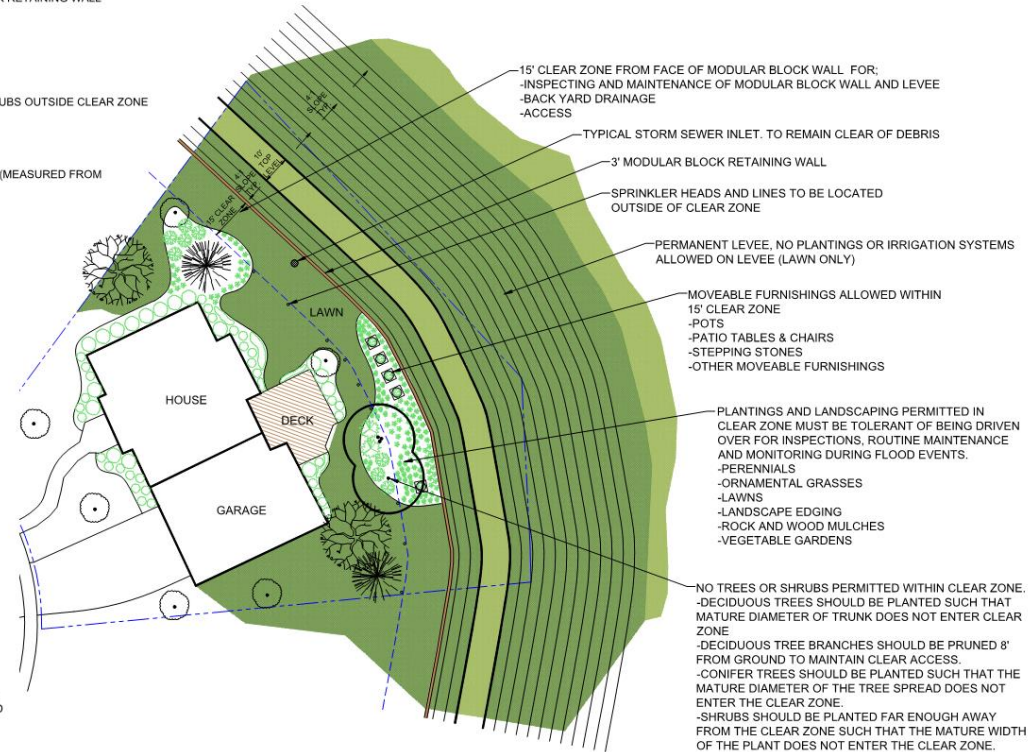 RETAINING WALL
UBS OUTSIDE CLEAR ZONE
(MEASURED FROM
15' CLEAR ZONE FROM FACE OF MODULAR BLOCK WALL FOR;
-INSPECTING AND MAINTENANCE OF MODULAR BLOCK WALL AND LEVEE
-BACK YARD DRAINAGE
-ACCESS
TYPICAL STORM SEWER INLET. TO REMAIN CLEAR OF DEBRIS
3' MODULAR BLOCK RETAINING WALL
SPRINKLER HEADS AND LINES TO BE LOCATED
OUTSIDE OF CLEAR ZONE
PERMANENT LEVEE, NO PLANTINGS OR IRRIGATION SYSTEMS
ALLOWED ON LEVEE (LAWN ONLY)
MOVEABLE FURNISHINGS ALLOWED WITHIN
15' CLEAR ZONE
-POTS
-PATIO TABLES & CHAIRS
-STEPPING STONES
-OTHER MOVEABLE FURNISHINGS
PLANTINGS AND LANDSCAPING PERMITTED IN
CLEAR ZONE MUST BE TOLERANT OF BEING DRIVEN
OVER FOR INSPECTIONS, ROUTINE MAINTENANCE
AND MONITORING DURING FLOOD EVENTS.
-PERENNIALS
-ORNAMENTAL GRASSES
-LAWNS
-LANDSCAPE EDGING
-ROCK AND WOOD MULCHES
-VEGETABLE GARDENS
NO TREES OR SHRUBS PERMITTED WITHIN CLEAR ZONE.
-DECIDUOUS TREES SHOULD BE PLANTED SUCH THAT
MATURE DIAMETER OF TRUNK DOES NOT ENTER CLEAR
ZONE
-DECIDUOUS TREE BRANCHES SHOULD BE PRUNED 8'
FROM GROUND TO MAINTAIN CLEAR ACCESS.
-CONIFER TREES SHOULD BE PLANTED SUCH THAT THE
MATURE DIAMETER OF THE TREE SPREAD DOES NOT
ENTER THE CLEAR ZONE.
-SHRUBS SHOULD BE PLANTED FAR ENOUGH AWAY
FROM THE CLEAR ZONE SUCH THAT THE MATURE WIDTH
OF THE PLANT DOES NOT ENTER THE CLEAR ZONE.
4:1
SLOPE
TYP.
10'
TOP
LEVEL
4:1
SLOPE
TYP.
15' CLEAR
ZONE
LAWN
HOUSE
DECK
GARAGE